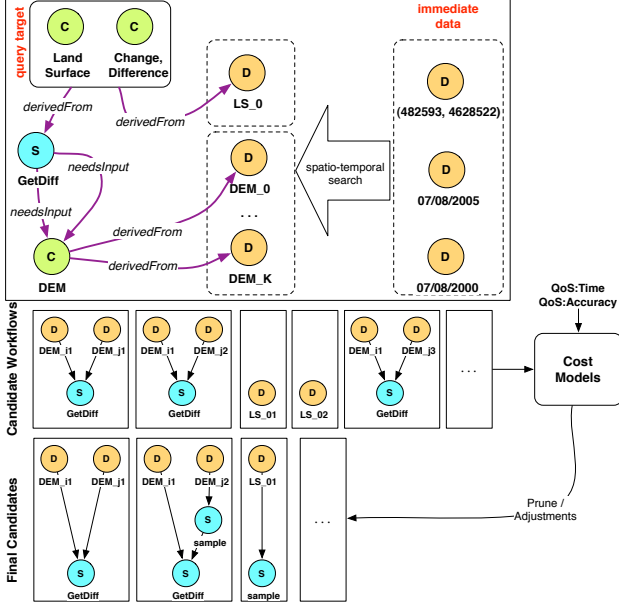 query target
immediate
data
C
C
Land
Surface
Change,
Difference
D
LS_0
D
(482593, 4628522)
derivedFrom
derivedFrom
S
GetDiff
needsInput
needsInput
D
DEM_0
...
spatio-temporal
search
D
07/08/2005
derivedFrom
C
DEM
derivedFrom
D
DEM_K
D
07/08/2000
QoS:Time
QoS:Accuracy
Candidate Workflows
D
D
DEM_i1
DEM_j1
S
GetDiff
D
D
DEM_i1
DEM_j2
S
GetDiff
D
LS_01
D
LS_02
D
D
DEM_i1
DEM_j3
S
GetDiff
...
Cost
Models
Final Candidates
D
D
DEM_i1
DEM_j1
S
GetDiff
D
D
DEM_i1
DEM_j2
S
sample
S
GetDiff
D
LS_01
S
sample
...
Prune /
Adjustments